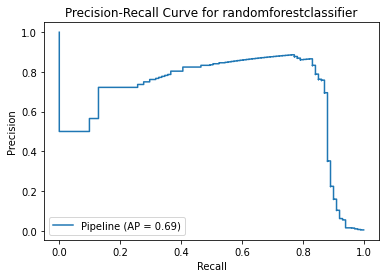 Precision-Recall Curve for randomforestclassifier
1.0
0.8
0.6
0.4
0.2
0.0
Precision
Pipeline (AP = 0.69)
0.0 0.2 0.4 0.6 0.8 1.0
Recall